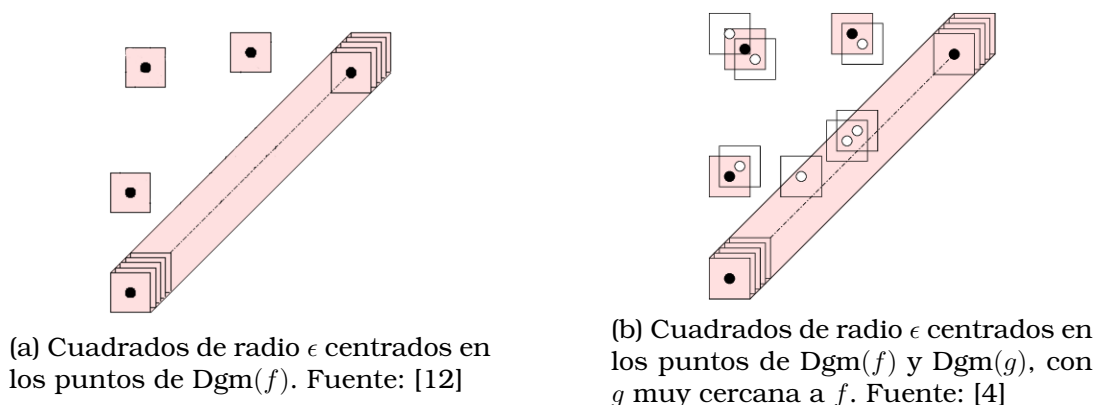 (a) Cuadrados de radio ϵ centrados en
los puntos de Dgm(f). Fuente: [12]
(b) Cuadrados de radio ϵ centrados en
los puntos de Dgm(f) y Dgm(g), con
g muy cercana a f. Fuente: [4]